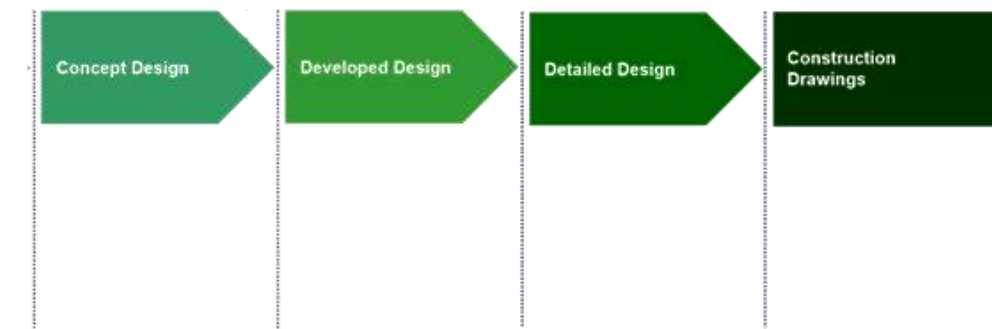 Concept Design
Developed Design
Detailed Design
Construction
Drawings